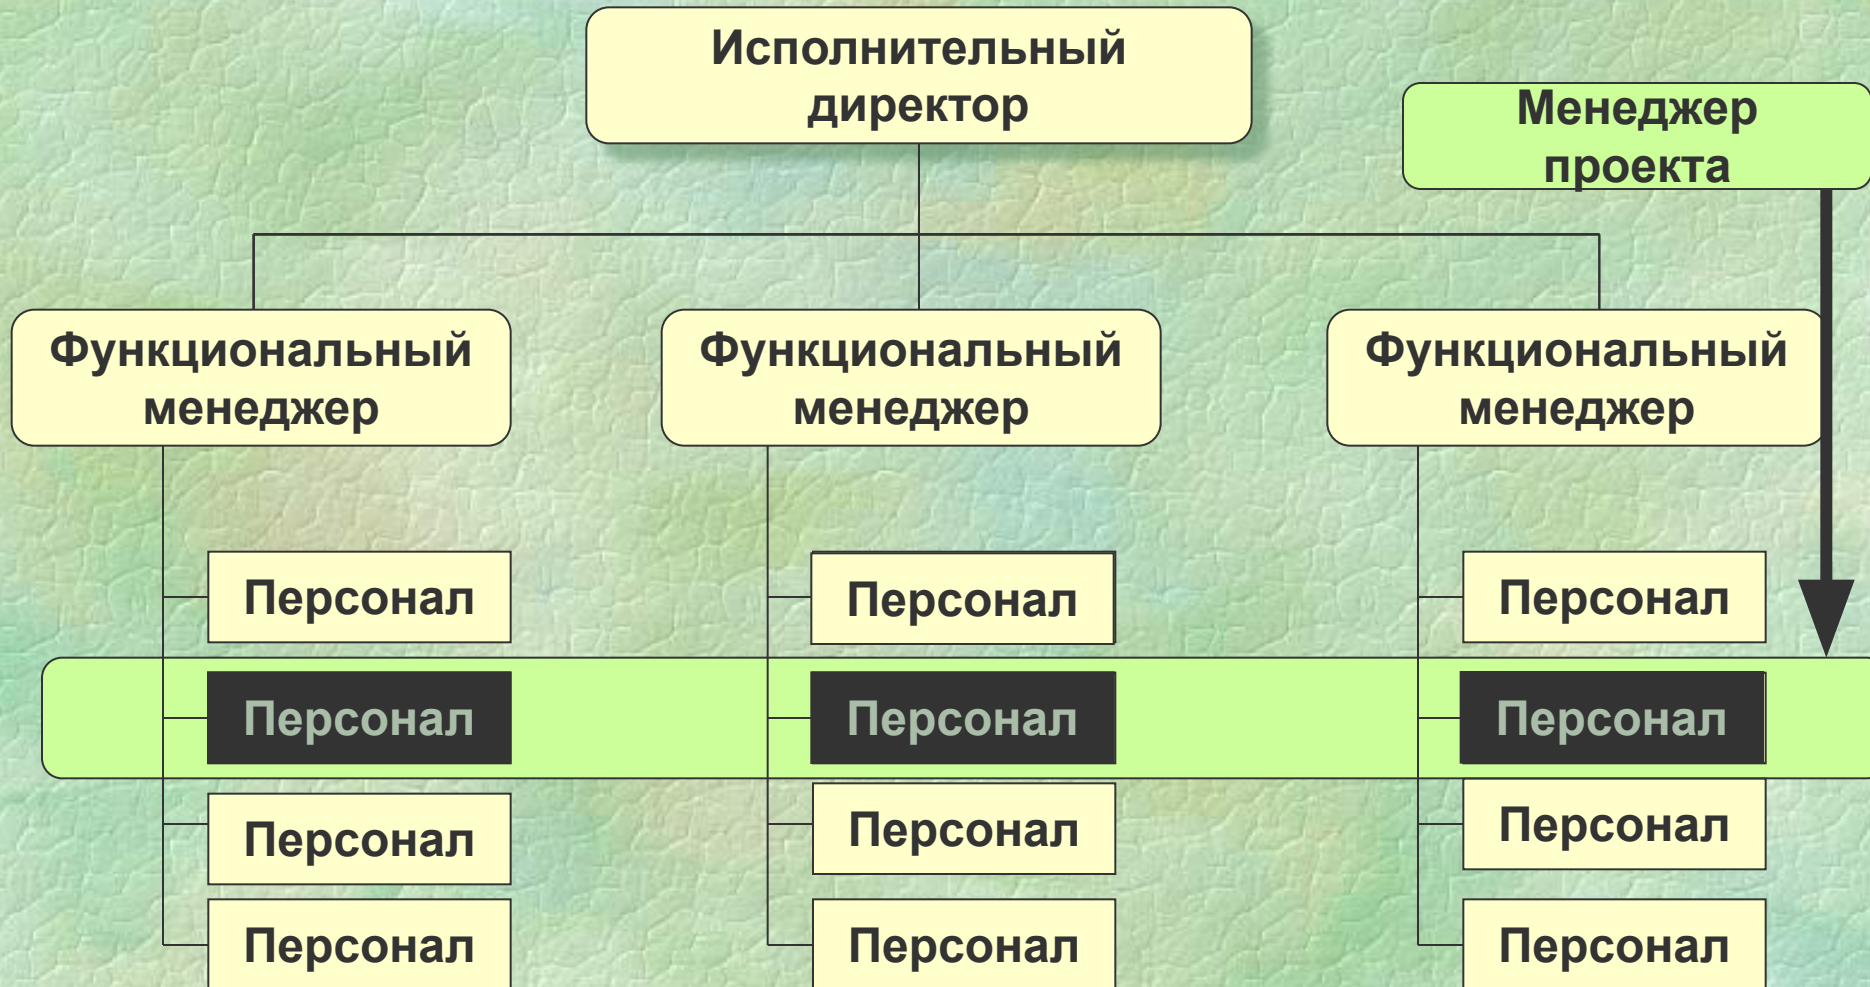 Исполнительный
директор
Менеджер
проекта
Функциональный
менеджер
Функциональный
менеджер
Функциональный
менеджер
Персонал
Персонал
Персонал
Персонал
Персонал
Персонал
Персонал
Персонал
Персонал
Персонал
Персонал
Персонал